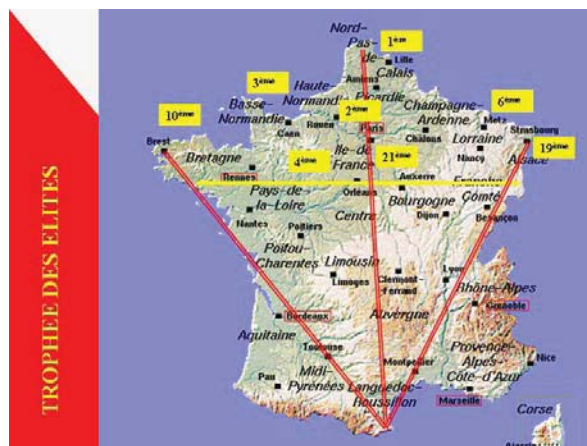 TROPHEE DES ELITES
Nord-
Pas-
de-
Calais
1ère
Lille
Amiens
Picardie
3ème
Haute-
Normandie
2ème
6ème
10ème
Basse-
Normandie
Caen
Rouen
Paris
Champagne-
Ardenne
Metz
Lorraine
Strasbourg
Brest
Bretagne
Ile-de-
France
Châlons
Nancy
Alsace
19ème
4ème
21ème
Rennes
Pays-de-
la-Loire
Orléans
Auxerre
Franche
Comté
Nantes
Centre
Bourgogne
Dijon
Besançon
Poitiers
Poitou-
Charentes
Limousin
Limoges
Clermont-
Ferrand
Lyon
Rhône-Alpes
Auvergne
Grenoble
Bordeaux
Aquitaine
Toulouse
Montpellier
Provence-
Alpes-
Côte-d'Azur
Nice
Pau
Midi-
Pyrénées
Languedoc-
Roussillon
Marseille
Corse